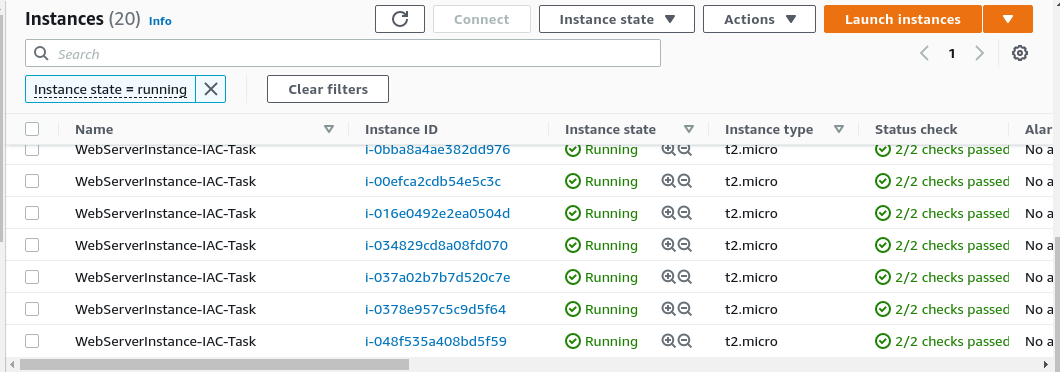 Instances (20) Info Connect Instance state Actions Launch instances
Search 1
Instance state = running Clear filters
Name Instance ID Instance state Instance type Status check Alar
WebServerInstance-IAC-Task i-0bba8a4ae382dd976 Running t2.micro 2/2 checks passed No a
WebServerInstance-IAC-Task i-00efca2cdb54e5c3c Running t2.micro 2/2 checks passed No a
WebServerInstance-IAC-Task i-016e0492e2ea0504d Running t2.micro 2/2 checks passed No a
WebServerInstance-IAC-Task i-034829cd8a08fd070 Running t2.micro 2/2 checks passed No a
WebServerInstance-IAC-Task i-037a02b7b7d520c7e Running t2.micro 2/2 checks passed No a
WebServerInstance-IAC-Task i-0378e957c5c9d5f64 Running t2.micro 2/2 checks passed No a
WebServerInstance-IAC-Task i-048f535a408bd5f59 Running t2.micro 2/2 checks passed No a